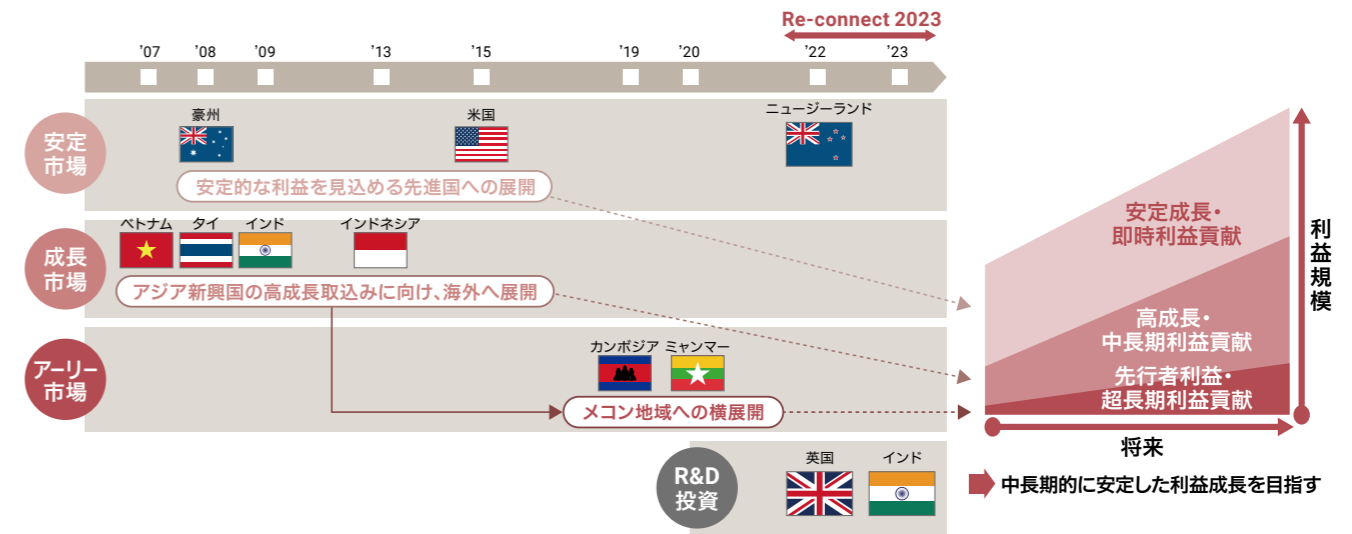 Re-connect 2023
’07
’08
’09
’13
’15
’19
’20
’22
’23
安定
市場
豪州
米国
ニュージーランド
安定的な利益を見込める先進国への展開
成長
市場
ベトナム
タイ
インド
インドネシア
アジア新興国の高成長取込みに向け、海外へ展開
アーリー
市場
カンボジア
ミャンマー
メコン地域への横展開
R&D
投資
英国
インド
安定成長・
即時利益貢献
高成長・
中長期利益貢献
先行者利益・
超長期利益貢献
利益規模
将来
中長期的に安定した利益成長を目指す